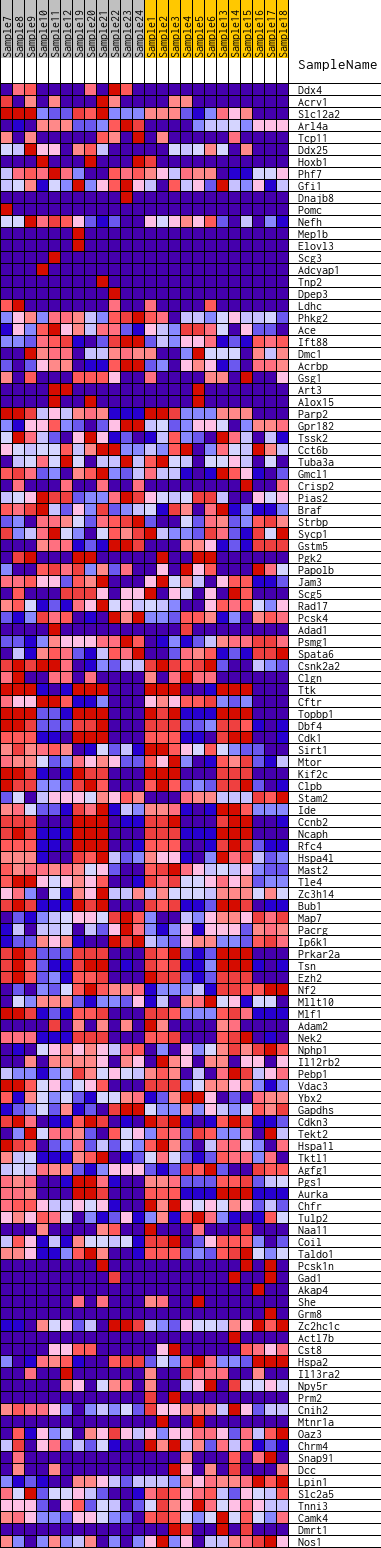 Sample7
Sample8
Sample9
Sample10
Sample11
Sample12
Sample19
Sample20
Sample21
Sample22
Sample23
Sample24
Sample1
Sample2
Sample3
Sample4
Sample5
Sample6
Sample13
Sample14
Sample15
Sample16
Sample17
Sample18
SampleName
Ddx4
Acrv1
Slc12a2
Arl4a
Tcp11
Ddx25
Hoxb1
Phf7
Gfi1
Dnajb8
Pomc
Nefh
Mep1b
Elovl3
Scg3
Adcyap1
Tnp2
Dpep3
Ldhc
Phkg2
Ace
Ift88
Dmc1
Acrbp
Gsg1
Art3
Alox15
Parp2
Gpr182
Tssk2
Cct6b
Tuba3a
Gmcl1
Crisp2
Pias2
Braf
Strbp
Sycp1
Gstm5
Pgk2
Papolb
Jam3
Scg5
Rad17
Pcsk4
Adad1
Psmg1
Spata6
Csnk2a2
Clgn
Ttk
Cftr
Topbp1
Dbf4
Cdk1
Sirt1
Mtor
Kif2c
Clpb
Stam2
Ide
Ccnb2
Ncaph
Rfc4
Hspa4l
Mast2
Tle4
Zc3h14
Bub1
Map7
Pacrg
Ip6k1
Prkar2a
Tsn
Ezh2
Nf2
Mllt10
Mlf1
Adam2
Nek2
Nphp1
Il12rb2
Pebp1
Vdac3
Ybx2
Gapdhs
Cdkn3
Tekt2
Hspa1l
Tktl1
Agfg1
Pgs1
Aurka
Chfr
Tulp2
Naa11
Coil
Taldo1
Pcsk1n
Gad1
Akap4
She
Grm8
Zc2hc1c
Actl7b
Cst8
Hspa2
Il13ra2
Npy5r
Prm2
Cnih2
Mtnr1a
Oaz3
Chrm4
Snap91
Dcc
Lpin1
Slc2a5
Tnni3
Camk4
Dmrt1
Nos1